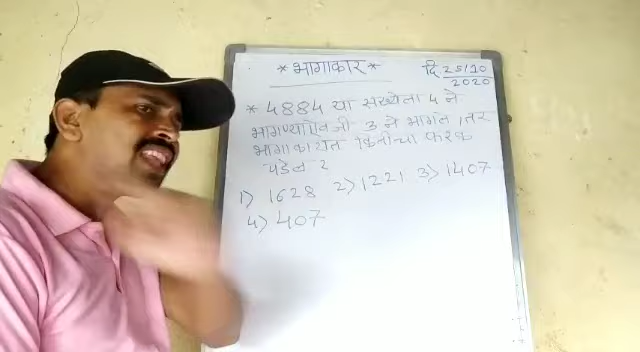 * भागाकार *
दि 25/10
2020
* 4884 या संख्येला 4 ने
भागण्याऐवजी 3 ने भागले, तर
भागाकारात कितीचा फरक
पडेल ?
1) 1628 2) 1221 3) 1407
4) 407